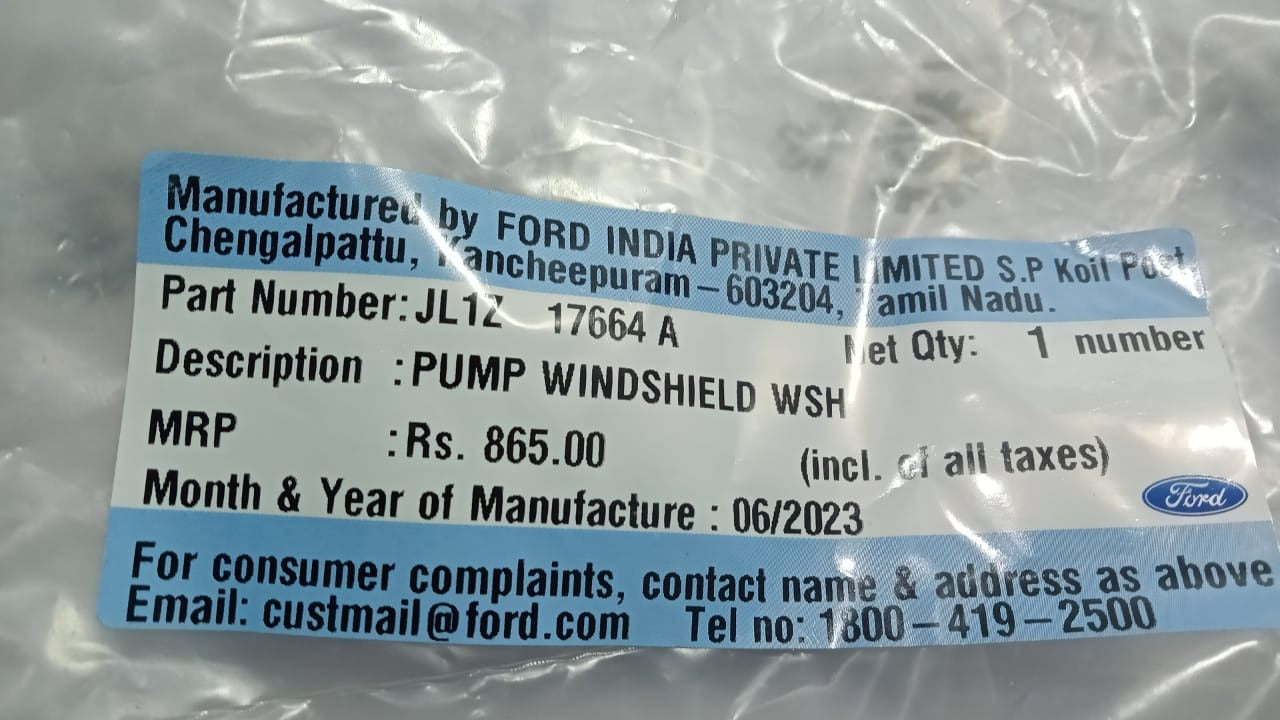 Manufactured by FORD INDIA PRIVATE LIMITED S.P Koil Post
Chengalpattu, Kancheepuram – 603204, Tamil Nadu.
Part Number: JL1Z 17664 A Net Qty: 1 number
Description : PUMP WINDSHIELD WSH
MRP : Rs. 865.00 (incl. of all taxes)
Month & Year of Manufacture : 06/2023
Ford
For consumer complaints, contact name & address as above
Email: custmail@ford.com Tel no: 1800–419–2500